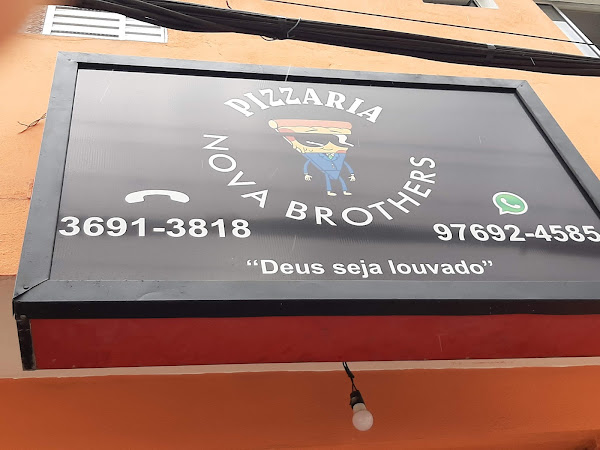 PIZZARIA
NOVA BROTHERS
3691-3818
97692-4585
“Deus seja louvado”